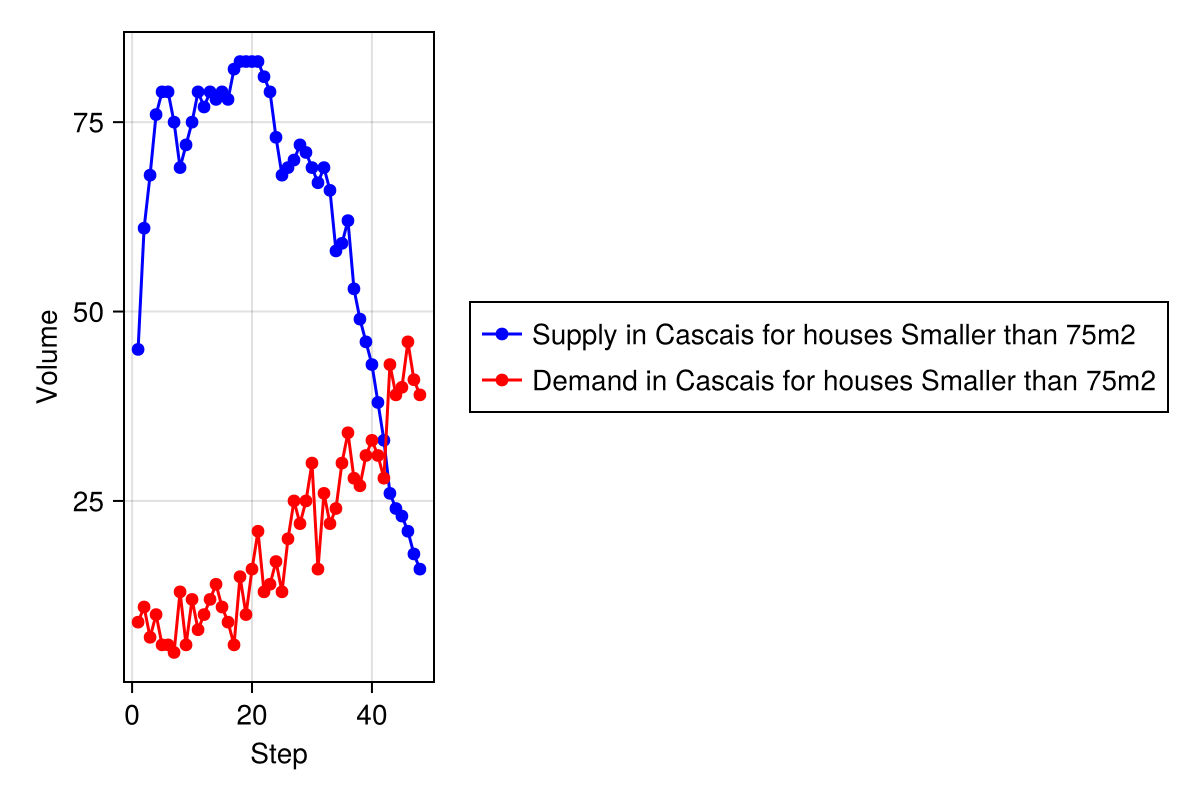 75
50
25
Volume
0 20 40
Step
Supply in Cascais for houses Smaller than 75m2
Demand in Cascais for houses Smaller than 75m2